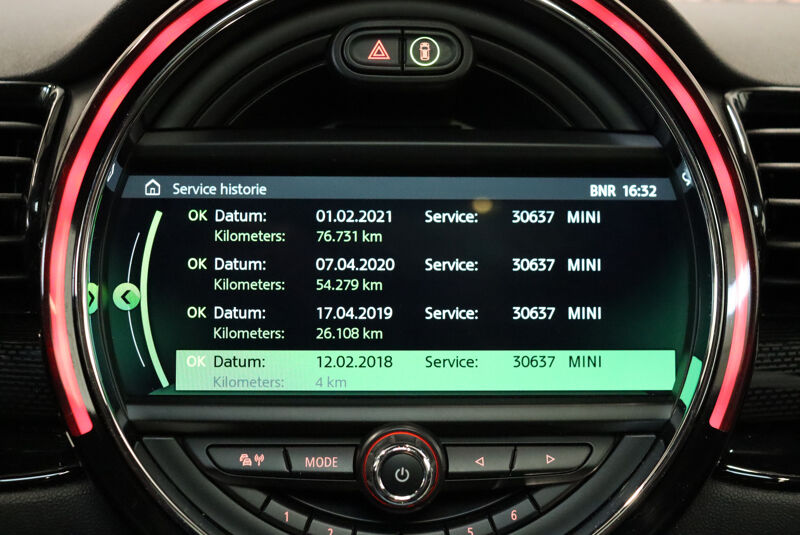 Service historie BNR 16:32
OK Datum: 01.02.2021 Service: 30637 MINI
Kilometers: 76.731 km
OK Datum: 07.04.2020 Service: 30637 MINI
Kilometers: 54.279 km
OK Datum: 17.04.2019 Service: 30637 MINI
Kilometers: 26.108 km
OK Datum: 12.02.2018 Service: 30637 MINI
Kilometers: 4 km
MODE
1 2 5 6